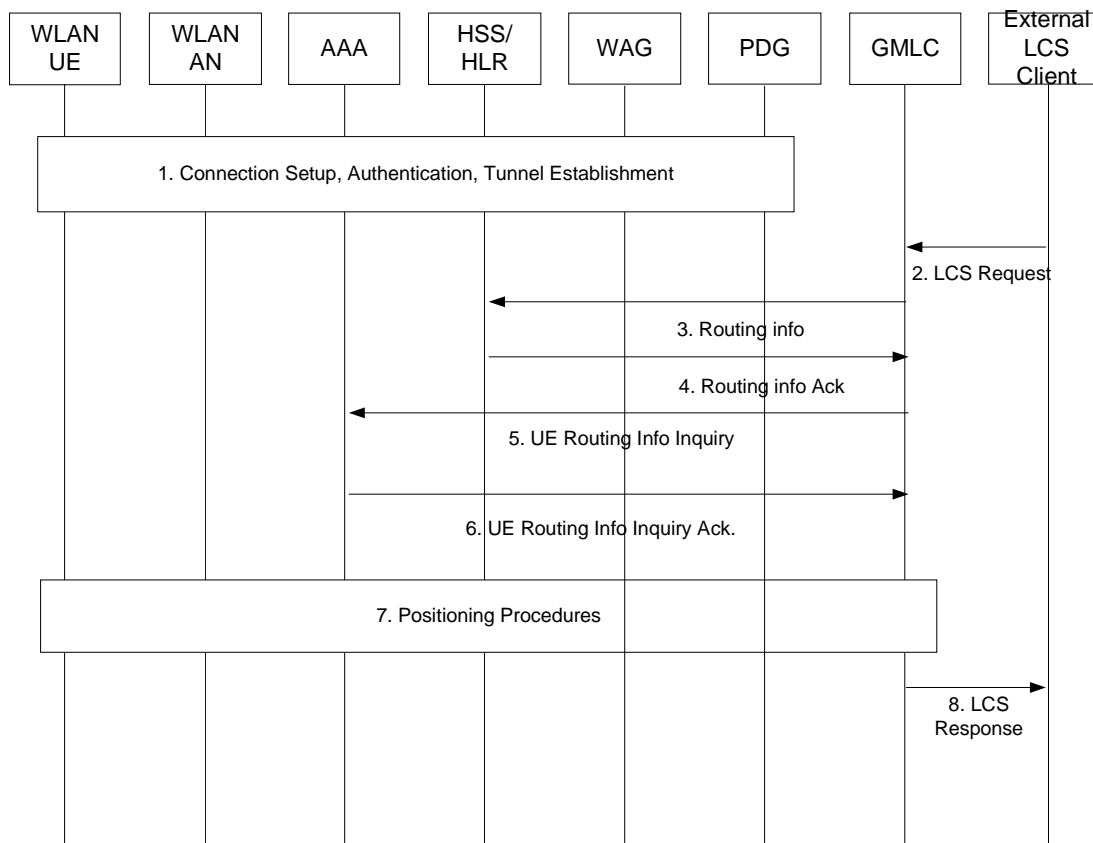 WLAN
UE
WLAN
AN
AAA
HSS/
HLR
WAG
PDG
GMLC
External
LCS
Client
1. Connection Setup, Authentication, Tunnel Establishment
2. LCS Request
3. Routing info
4. Routing info Ack
5. UE Routing Info Inquiry
6. UE Routing Info Inquiry Ack.
7. Positioning Procedures
8. LCS
Response